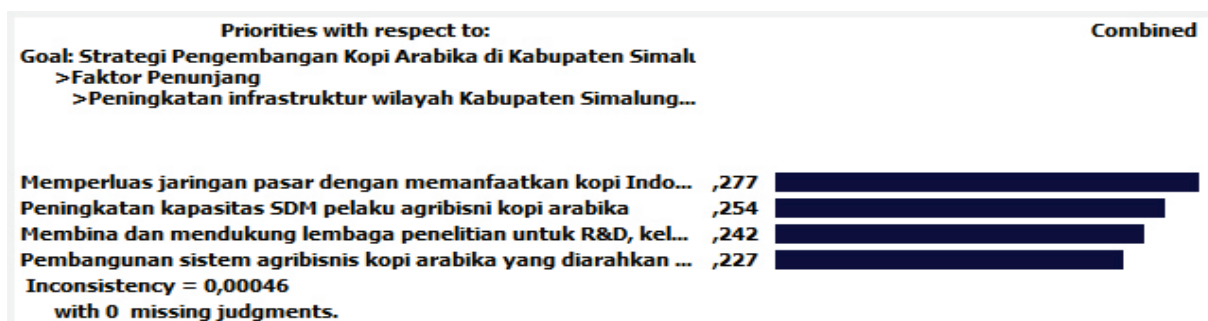 Priorities with respect to: Combined
Goal: Strategi Pengembangan Kopi Arabika di Kabupaten Simalu
>Faktor Penunjang
>Peningkatan infrastruktur wilayah Kabupaten Simalung...
Memperluas jaringan pasar dengan memanfaatkan kopi Indo... ,277
Peningkatan kapasitas SDM pelaku agribisni kopi arabika ,254
Membina dan mendukung lembaga penelitian untuk R&D, kel... ,242
Pembangunan sistem agribisnis kopi arabika yang diarahkan ... ,227
Inconsistency = 0,00046
with 0 missing judgments.